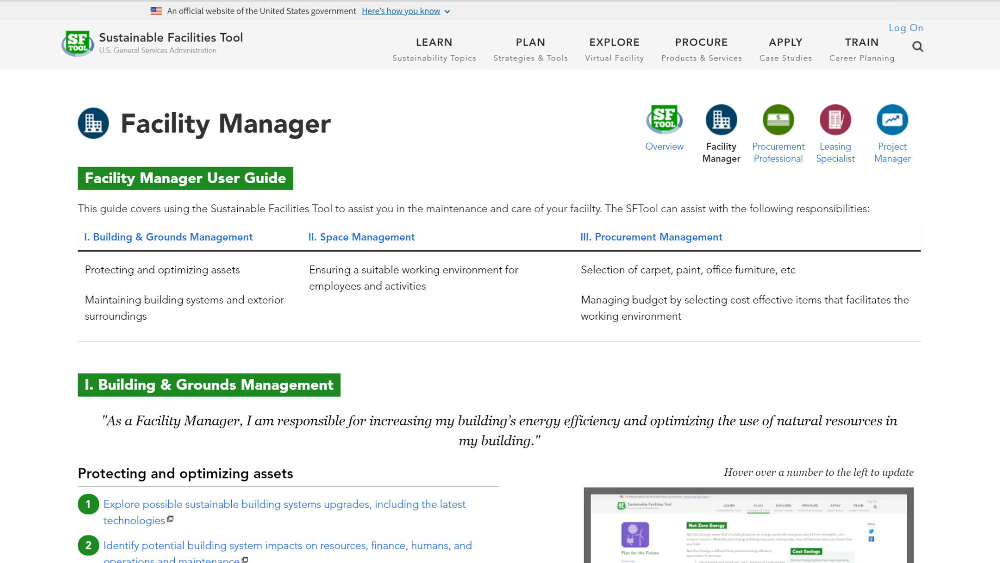 An official website of the United States government Here's how you know
Log On
SF TOOL
Sustainable Facilities Tool
U.S. General Services Administration
LEARN
Sustainability Topics
PLAN
Strategies & Tools
EXPLORE
Virtual Facility
PROCURE
Products & Services
APPLY
Case Studies
TRAIN
Career Planning
Facility Manager
SF TOOL
Overview
Facility
Manager
$
Procurement
Professional
LEASE
Leasing
Specialist
Project
Manager
Facility Manager User Guide
This guide covers using the Sustainable Facilities Tool to assist you in the maintenance and care of your faciilty. The SFTool can assist with the following responsibilities:
I. Building & Grounds Management
II. Space Management
III. Procurement Management
Protecting and optimizing assets
Maintaining building systems and exterior
surroundings
Ensuring a suitable working environment for
employees and activities
Selection of carpet, paint, office furniture, etc
Managing budget by selecting cost effective items that facilitates the
working environment
I. Building & Grounds Management
"As a Facility Manager, I am responsible for increasing my building’s energy efficiency and optimizing the use of natural resources in
my building."
Protecting and optimizing assets
1 Explore possible sustainable building systems upgrades, including the latest
technologies
2 Identify potential building system impacts on resources, finance, humans, and
operations and maintenance
Hover over a number to the left to update
Sustainable Facilities Tool
LEARN
PLAN
EXPLORE
PROCURE
APPLY
TRAIN
Log On
Net Zero Energy
Share
Plan for the Future
Overview
Cost Savings